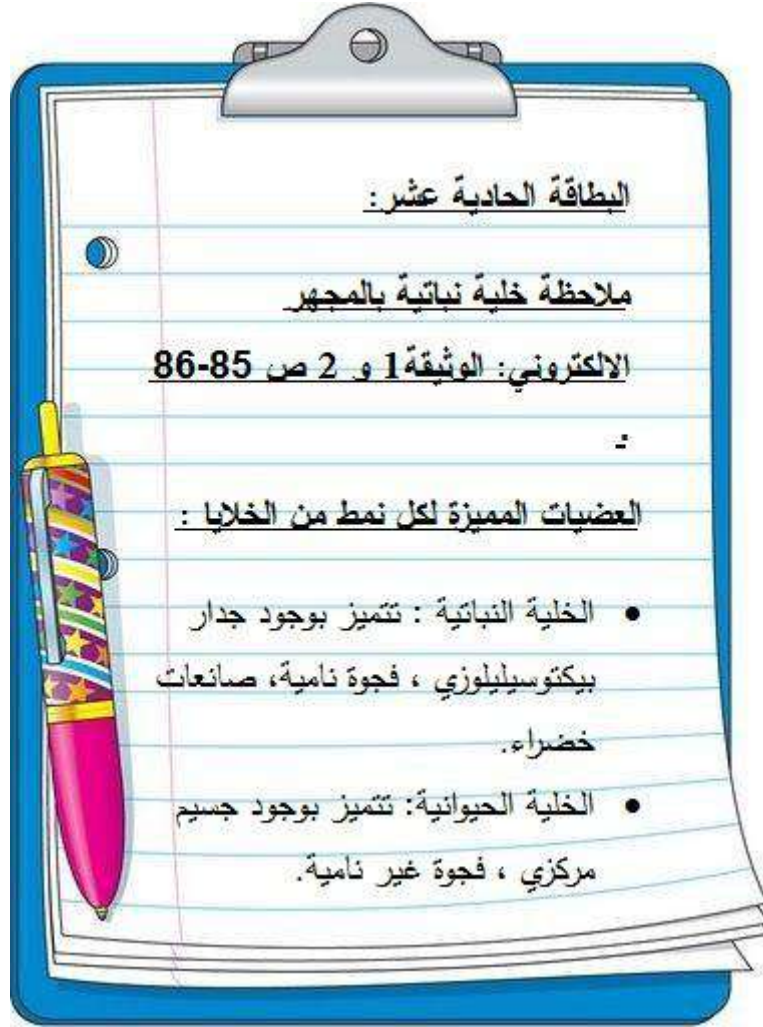 البطاقة الحادية عشر:
ملاحظة خلية نباتية بالمجهر
الالكتروني: الوثيقة1 و 2 ص 85-86
:
العضيات المميزة لكل نمط من الخلايا :
• الخلية النباتية : تتميز بوجود جدار
بيكتوسيليلوزي ، فجوة نامية، صانعات
خضراء.
• الخلية الحيوانية: تتميز بوجود جسيم
مركزي ، فجوة غير نامية.